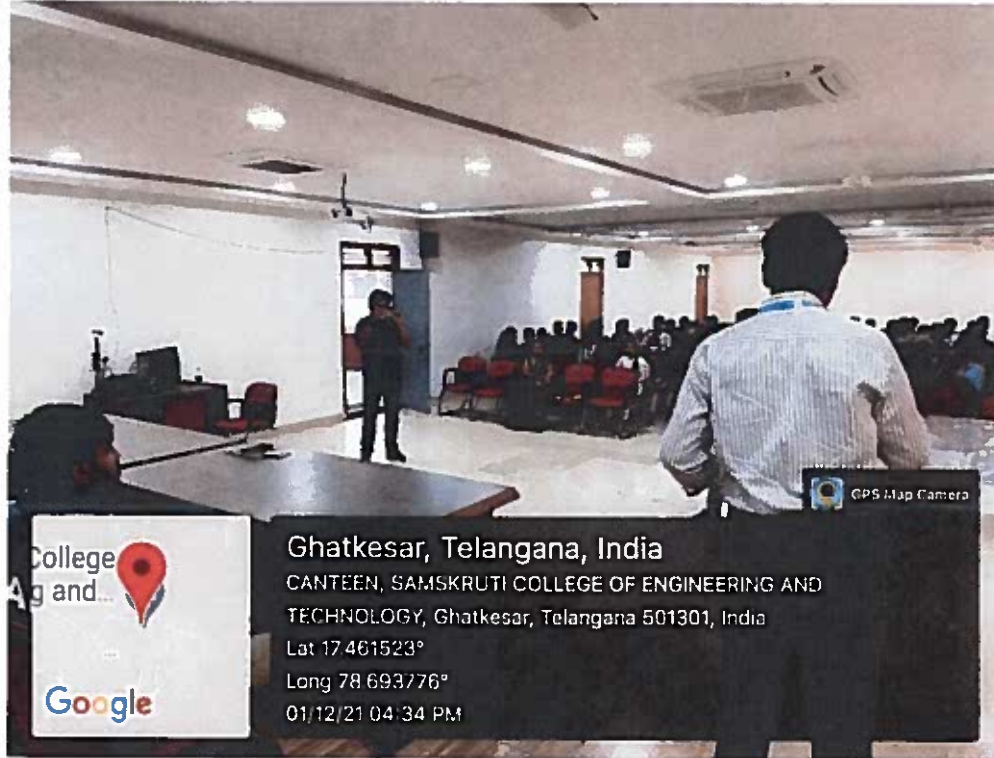 GPS Map Camera
College
g and...
Google
Ghatkesar, Telangana, India
CANTEEN, SAMSKRUTI COLLEGE OF ENGINEERING AND
TECHNOLOGY, Ghatkesar, Telangana 501301, India
Lat 17.461523°
Long 78.693776°
01/12/21 04:34 PM